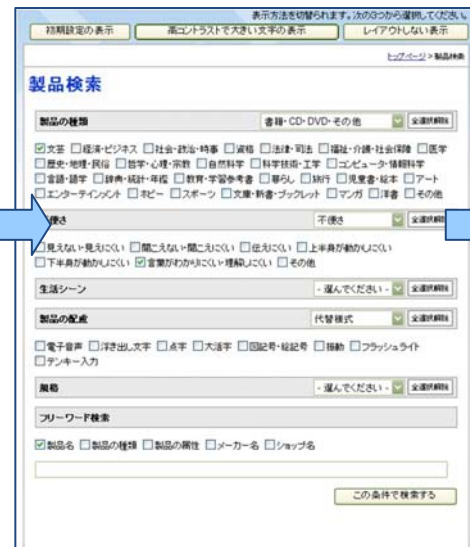 表示方法を切替られます。次の3つから選択してください。
初期設定の表示 高コントラストで大きい文字の表示 レイアウトしない表示
トップページ > 製品検索
製品検索
製品の種類 書籍・CD・DVD・その他 全選択解除
文芸 経済・ビジネス 社会・政治・時事 資格 法律・司法 福祉・介護・社会保障 医学
歴史・地理・民俗 哲学・心理・宗教 自然科学 科学技術・工学 コンピュータ・情報科学
言語・語学 辞典・統計・年鑑 教育・学習参考書 暮らし 旅行 児童書・絵本 アート
エンターテインメント ホビー スポーツ 文庫・新書・ブックレット マンガ 洋書 その他
便さ 不便さ 全選択解除
見えない・見えにくい 聞こえない・聞こえにくい 伝えにくい 上半身が動かしにくい
下半身が動かしにくい 言葉がわかりにくい・理解しにくい その他
生活シーン - 選んでください - 全選択解除
製品の配慮 代替様式 全選択解除
電子音声 浮き出し文字 点字 大活字 図記号・絵記号 振動 フラッシュライト
テンキー入力
規格 - 選んでください - 全選択解除
フリーワード検索
製品名 製品の種類 製品の属性 メーカー名 ショップ名
この条件で検索する